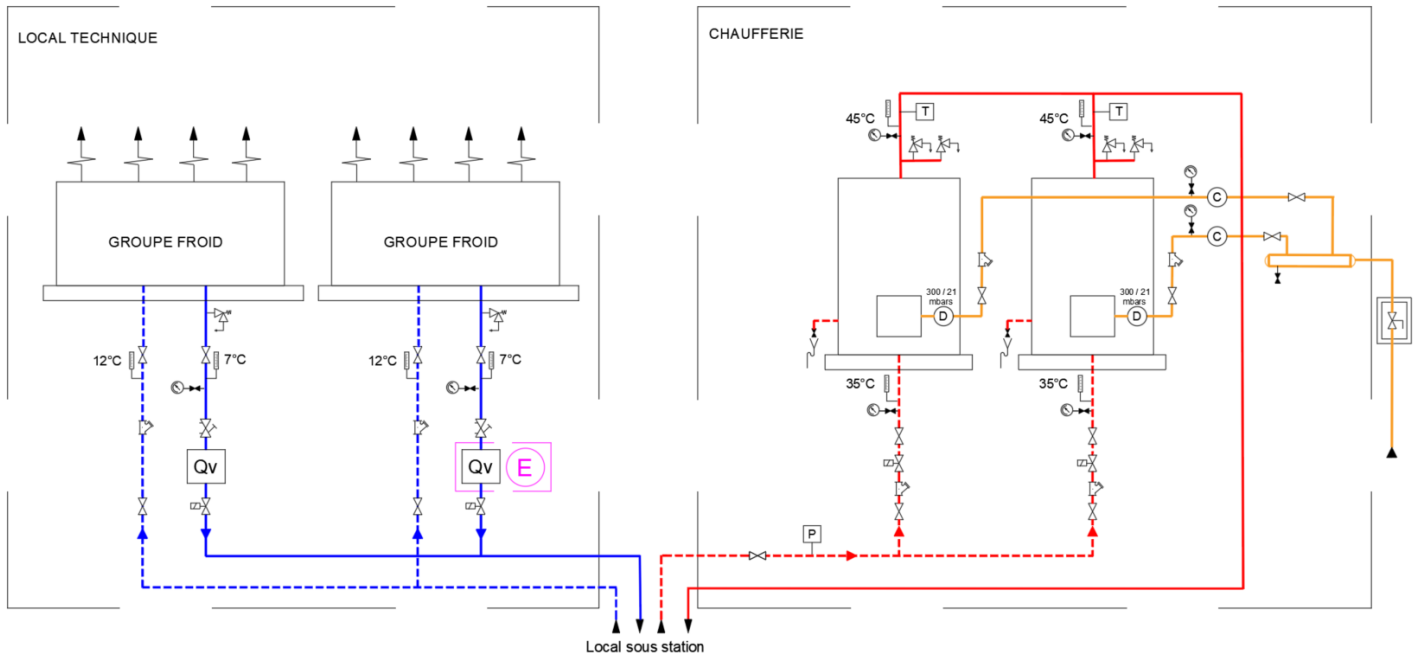 LOCAL TECHNIQUE
CHAUFFERIE
45°C
T
45°C
T
C
C
GROUPE FROID
GROUPE FROID
300 / 21
mbars
D
300 / 21
mbars
D
12°C
7°C
12°C
7°C
35°C
35°C
Qv
Qv
E
P
Local sous station